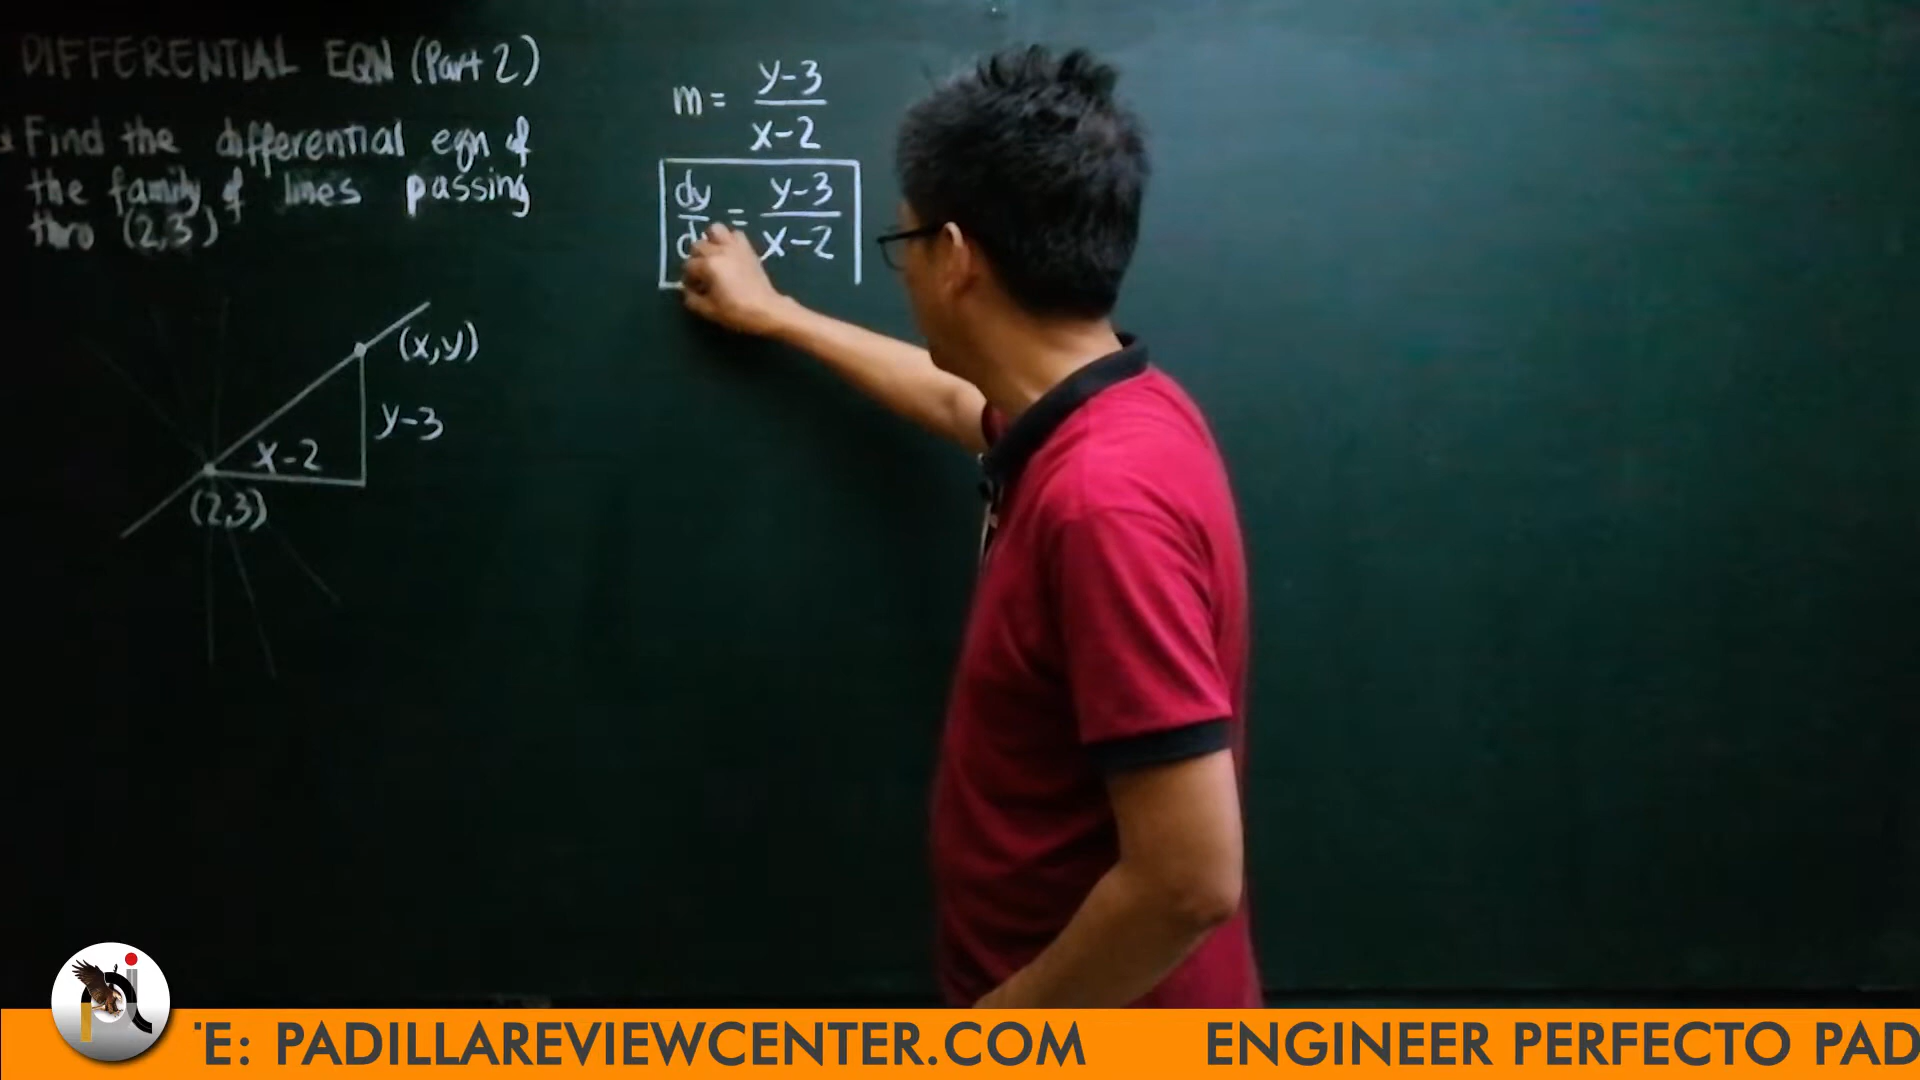 DIFFERENTIAL EQN (Part 2)
Find the differential eqn of
the family of lines passing
thro (2,3)
(x,y)
y-3
x-2
(2,3)
m = y-3
x-2
dy = y-3
x-2
E: PADILLAREVIEWCENTER.COM ENGINEER PERFECTO PAD